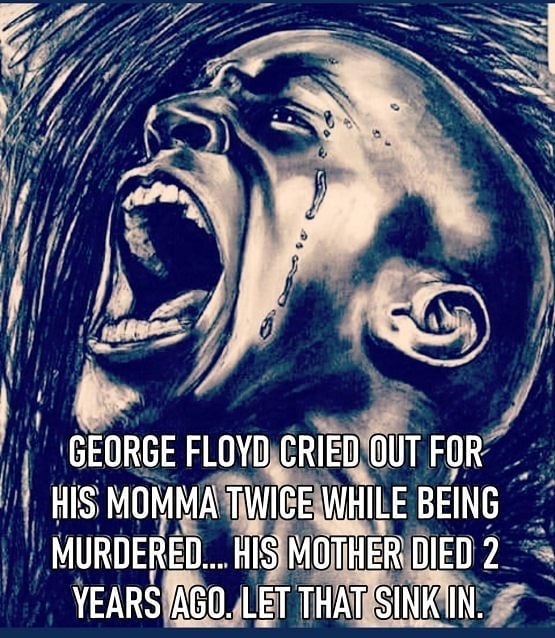 GEORGE FLOYD CRIED OUT FOR
HIS MOMMA TWICE WHILE BEING
MURDERED.... HIS MOTHER DIED 2
YEARS AGO. LET THAT SINK IN.